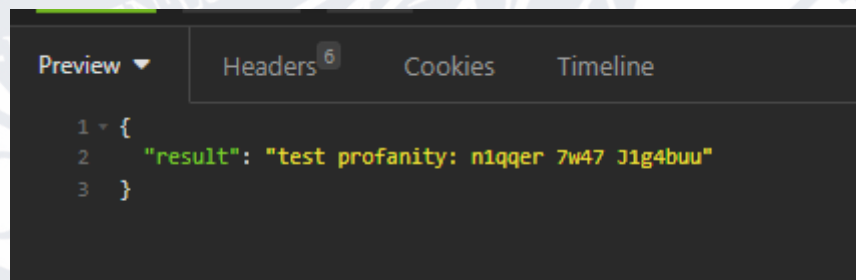 Preview Headers 6 Cookies Timeline
1 {
2 "result": "test profanity: n1qqer 7w47 J1g4buu"
3 }